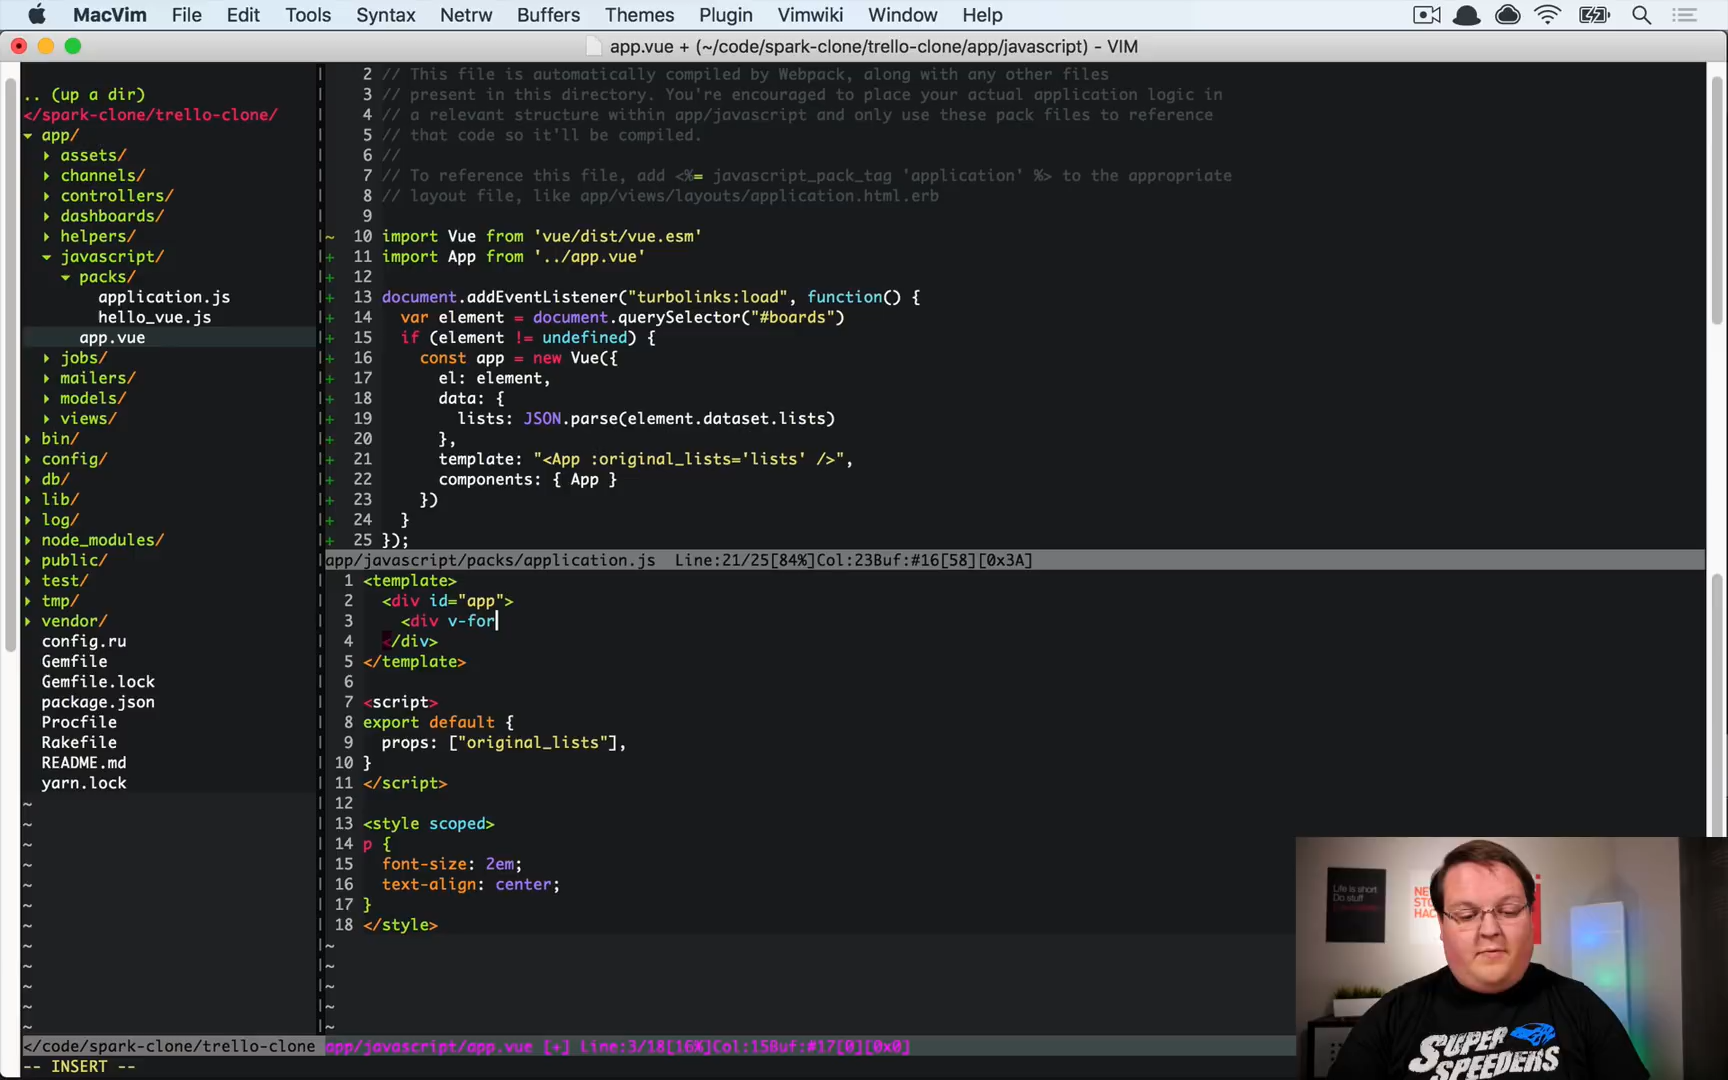 MacVim File Edit Tools Syntax Netrw Buffers Themes Plugin Vimwiki Window Help
app.vue + (~/code/spark-clone/trello-clone/app/javascript) - VIM
.. (up a dir)
</spark-clone/trello-clone/
▾ app/
▸ assets/
▸ channels/
▸ controllers/
▸ dashboards/
▸ helpers/
▾ javascript/
▾ packs/
application.js
hello_vue.js
app.vue
▸ jobs/
▸ mailers/
▸ models/
▸ views/
▸ bin/
▸ config/
▸ db/
▸ lib/
▸ log/
▸ node_modules/
▸ public/
▸ test/
▸ tmp/
▸ vendor/
config.ru
Gemfile
Gemfile.lock
package.json
Procfile
Rakefile
README.md
yarn.lock
</code/spark-clone/trello-clone
2 // This file is automatically compiled by Webpack, along with any other files
3 // present in this directory. You're encouraged to place your actual application logic in
4 // a relevant structure within app/javascript and only use these pack files to reference
5 // that code so it'll be compiled.
6 //
7 // To reference this file, add <%= javascript_pack_tag 'application' %> to the appropriate
8 // layout file, like app/views/layouts/application.html.erb
9
~ 10 import Vue from 'vue/dist/vue.esm'
+ 11 import App from '../app.vue'
+ 12
+ 13 document.addEventListener("turbolinks:load", function() {
+ 14 var element = document.querySelector("#boards")
+ 15 if (element != undefined) {
+ 16 const app = new Vue({
+ 17 el: element,
+ 18 data: {
+ 19 lists: JSON.parse(element.dataset.lists)
+ 20 },
+ 21 template: "<App :original_lists='lists' />",
+ 22 components: { App }
+ 23 })
+ 24 }
+ 25 });
app/javascript/packs/application.js Line:21/25[84%]Col:23Buf:#16[58][0x3A]
1 <template>
2 <div id="app">
3 <div v-for
4 </div>
5 </template>
6
7 <script>
8 export default {
9 props: ["original_lists"],
10 }
11 </script>
12
13 <style scoped>
14 p {
15 font-size: 2em;
16 text-align: center;
17 }
18 </style>
app/javascript/app.vue [+] Line:3/18[16%]Col:15Buf:#17[0][0x0]
-- INSERT --
Life is short
Do stuff
SUPER
SPEEDERS